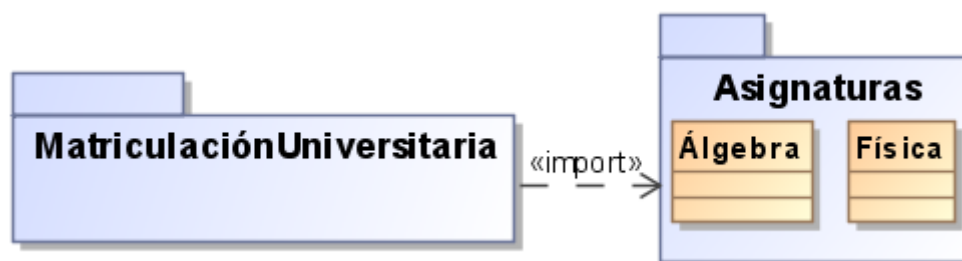 MatriculaciónUniversitaria
«import»
Asignaturas
Álgebra
Física